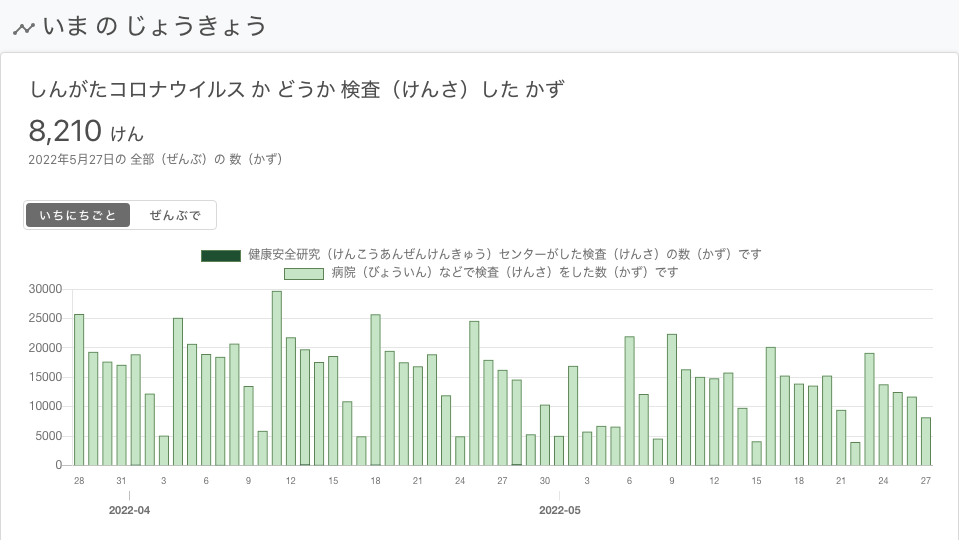 いま の じょうきょう
しんがたコロナウイルス か どうか 検査（けんさ）した かず
8,210 けん
2022年5月27日の 全部（ぜんぶ）の 数（かず）
いちにちごと ぜんぶで
健康安全研究（けんこうあんぜんけんきゅう）センターがした検査（けんさ）の数（かず）です
病院（びょういん）などで検査（けんさ）をした数（かず）です
30000
25000
20000
15000
10000
5000
0
28 31 3 6 9 12 15 18 21 24 27 30 3 6 9 12 15 18 21 24 27
2022-04 2022-05